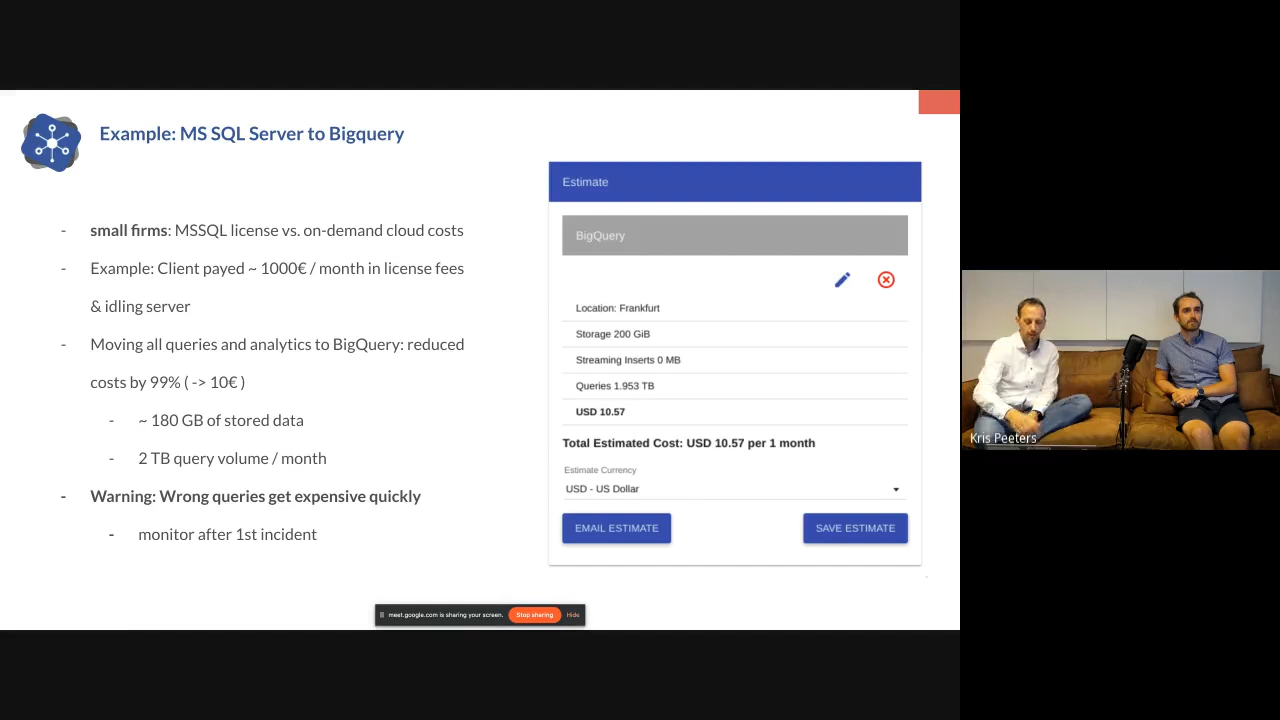 Example: MS SQL Server to Bigquery
- small firms: MSSQL license vs. on-demand cloud costs
- Example: Client payed ~ 1000€ / month in license fees
& idling server
- Moving all queries and analytics to BigQuery: reduced
costs by 99% ( -> 10€ )
- ~ 180 GB of stored data
- 2 TB query volume / month
- Warning: Wrong queries get expensive quickly
- monitor after 1st incident
Estimate
BigQuery
Location: Frankfurt
Storage 200 GiB
Streaming Inserts 0 MB
Queries 1.953 TB
USD 10.57
Total Estimated Cost: USD 10.57 per 1 month
Estimate Currency
USD - US Dollar
EMAIL ESTIMATE
SAVE ESTIMATE
meet.google.com is sharing your screen.
Stop sharing
Hide
Kris Peeters